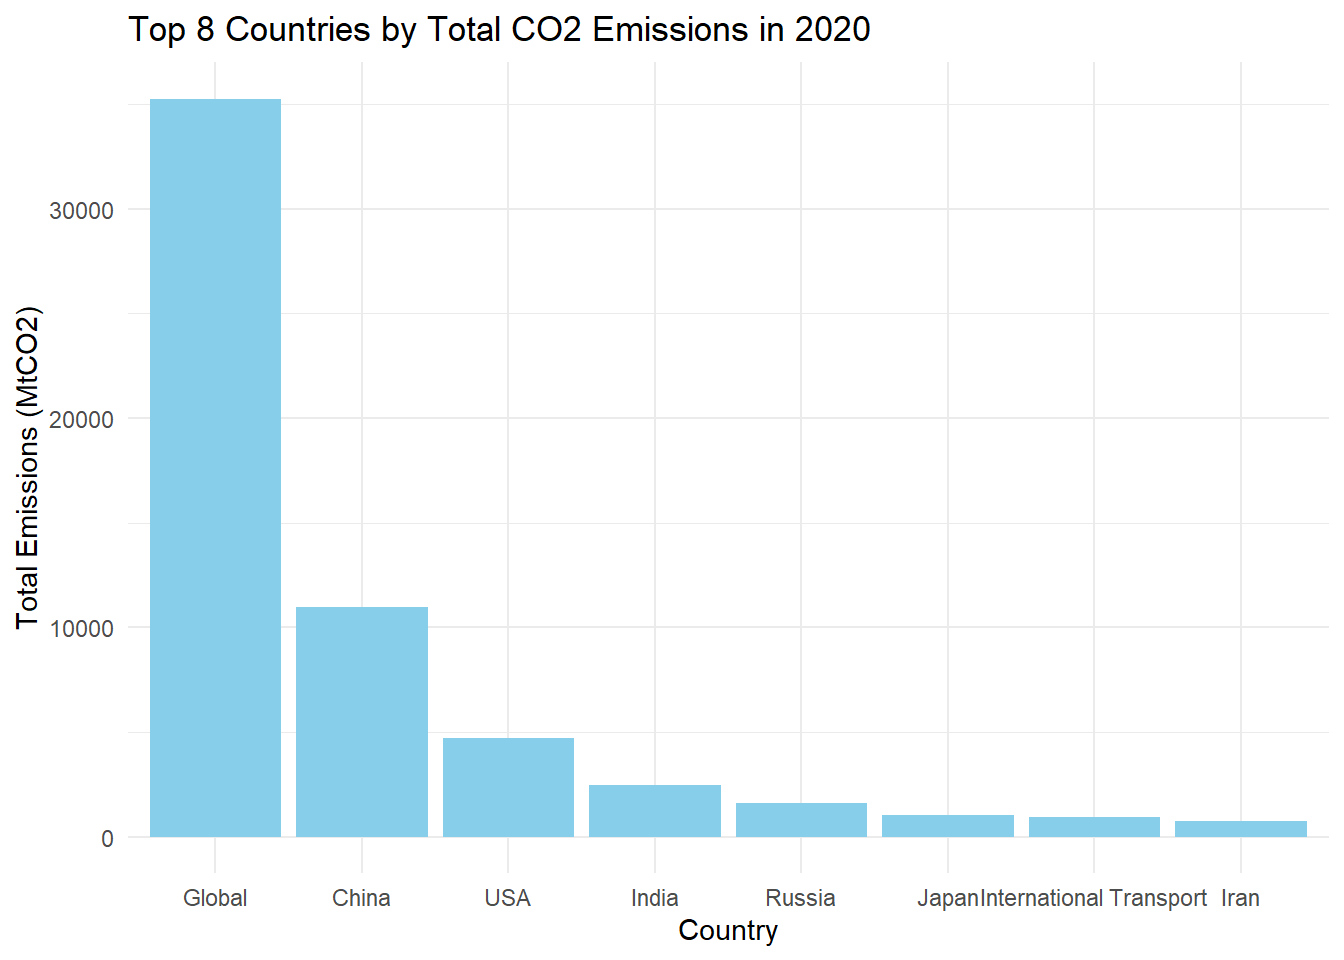 Top 8 Countries by Total CO2 Emissions in 2020
Total Emissions (MtCO2)
30000
20000
10000
0
Global China USA India Russia Japan International Transport Iran
Country